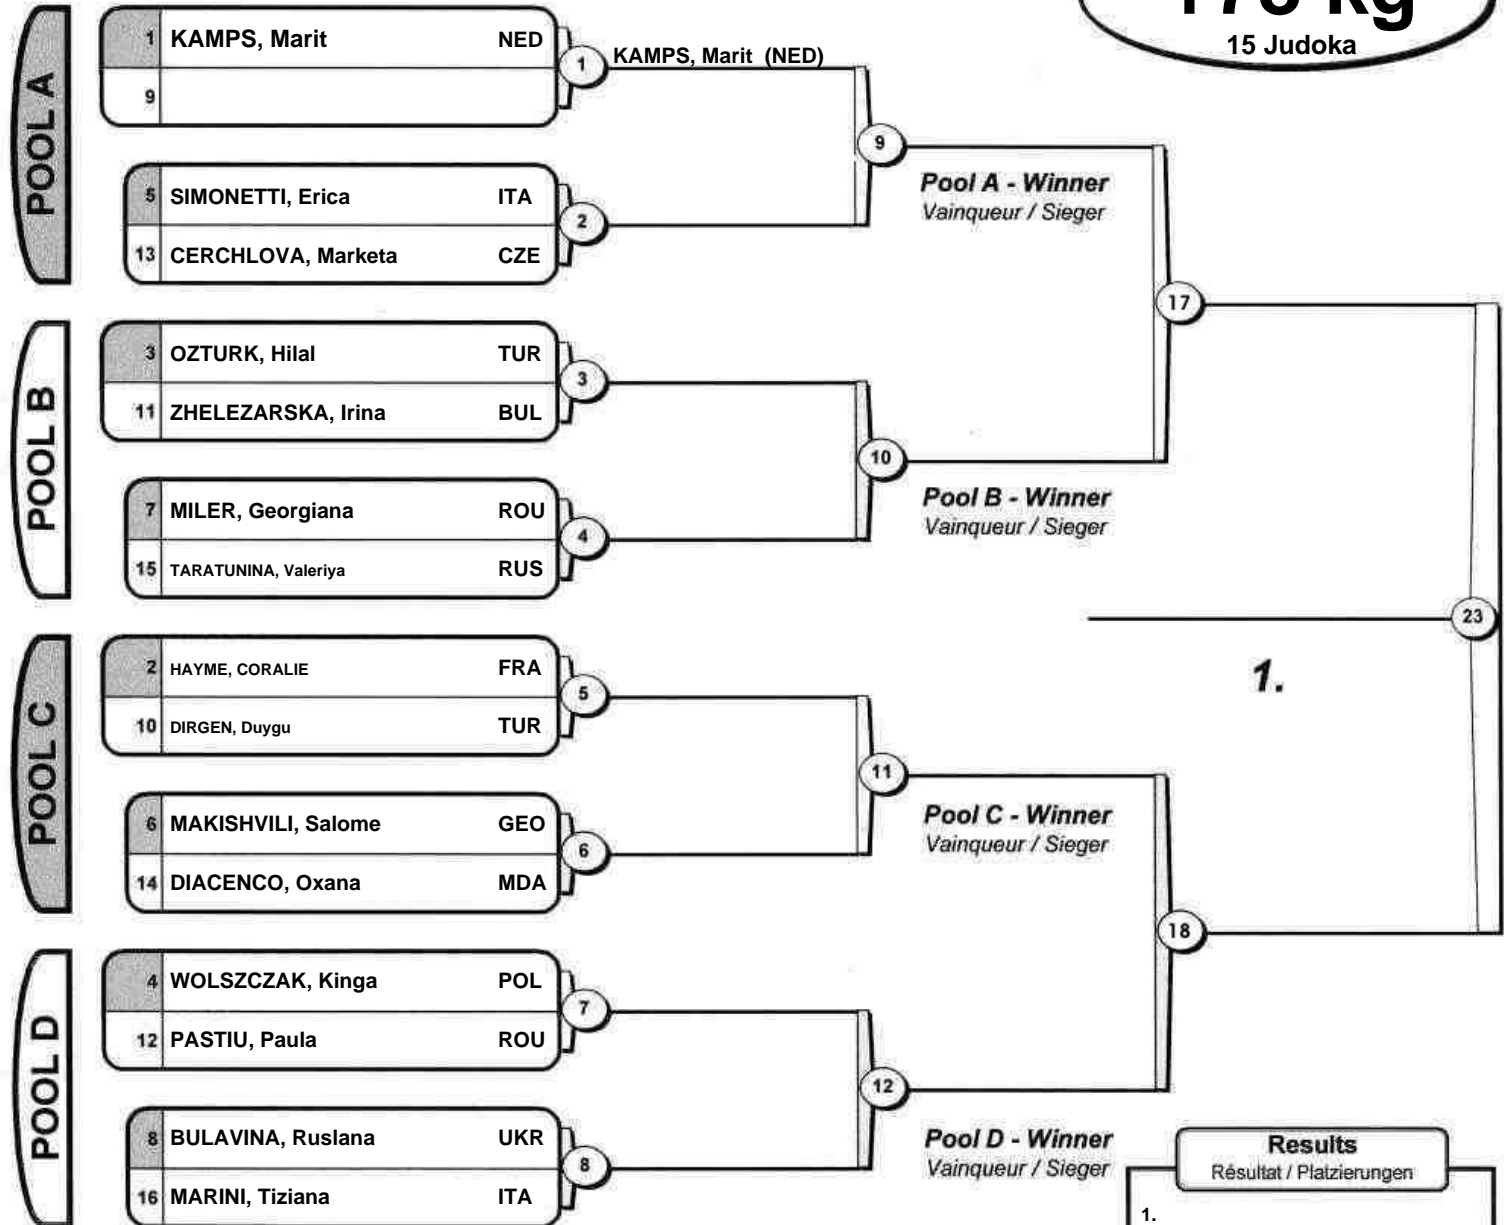 15 Judoka
POOL A
1 KAMPS, Marit NED
9
1
KAMPS, Marit (NED)
5 SIMONETTI, Erica ITA
13 CERCHLOVA, Marketa CZE
2
9
Pool A - Winner
Vainqueur / Sieger
17
POOL B
3 OZTURK, Hilal TUR
11 ZHELEZARSKA, Irina BUL
3
7 MILER, Georgiana ROU
15 TARATUNINA, Valeriya RUS
4
10
Pool B - Winner
Vainqueur / Sieger
23
1.
POOL C
2 HAYME, CORALIE FRA
10 DIRGEN, Duygu TUR
5
6 MAKISHVILI, Salome GEO
14 DIACENCO, Oxana MDA
6
11
Pool C - Winner
Vainqueur / Sieger
18
POOL D
4 WOLSZCZAK, Kinga POL
12 PASTIU, Paula ROU
7
8 BULAVINA, Ruslana UKR
16 MARINI, Tiziana ITA
8
12
Pool D - Winner
Vainqueur / Sieger
Results
Résultat / Platzierungen
1.